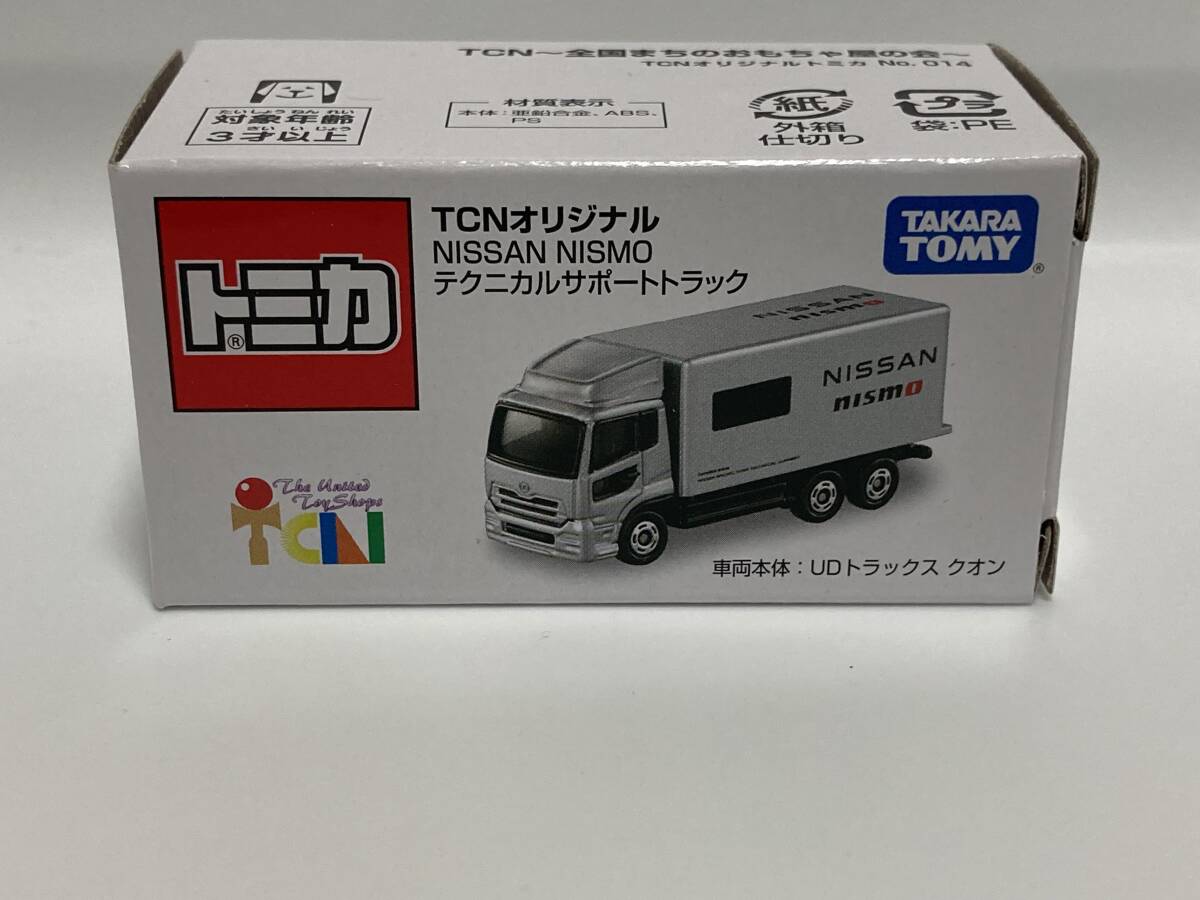 TCN～全国まちのおもちゃ屋の会～
TCNオリジナルトミカ No. 014
たいしょうねんれい
対象年齢
さい いじょう
3才以上
材質表示
本体：亜鉛合金、ABS、
PS
紙
外箱
仕切り
プラ
袋：PE
トミカ
®
TCNオリジナル
NISSAN NISMO
テクニカルサポートトラック
TAKARA
TOMY
®
NISSAN
nismo
NISSAN
nismo
The United
Toy Shops
TCN
車両本体：UDトラックス クオン